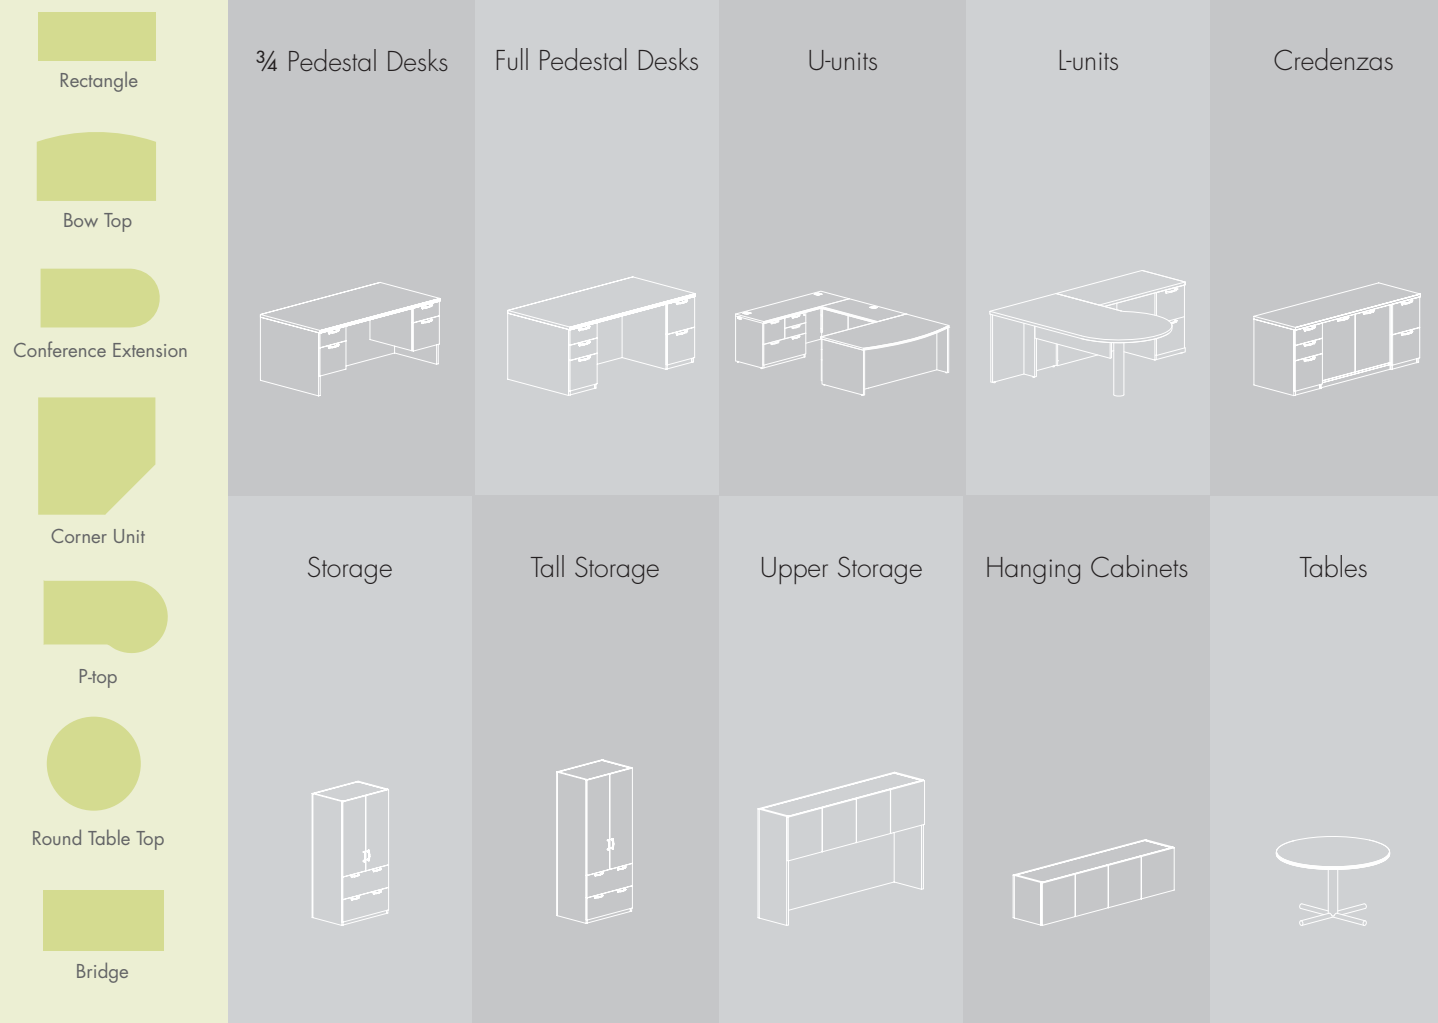 Rectangle
Bow Top
Conference Extension
Corner Unit
P-top
Round Table Top
Bridge
¾ Pedestal Desks
Full Pedestal Desks
U-units
L-units
Credenzas
Storage
Tall Storage
Upper Storage
Hanging Cabinets
Tables